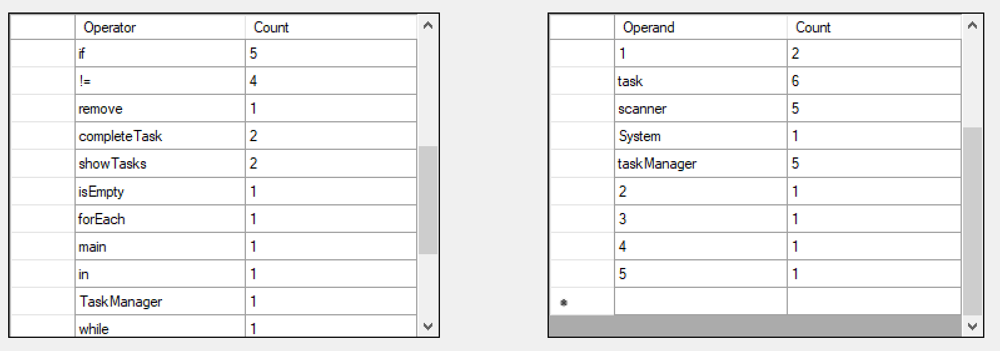 Operator Count
if 5
!= 4
remove 1
completeTask 2
showTasks 2
isEmpty 1
forEach 1
main 1
in 1
TaskManager 1
while 1
Operand Count
1 2
task 6
scanner 5
System 1
taskManager 5
2 1
3 1
4 1
5 1